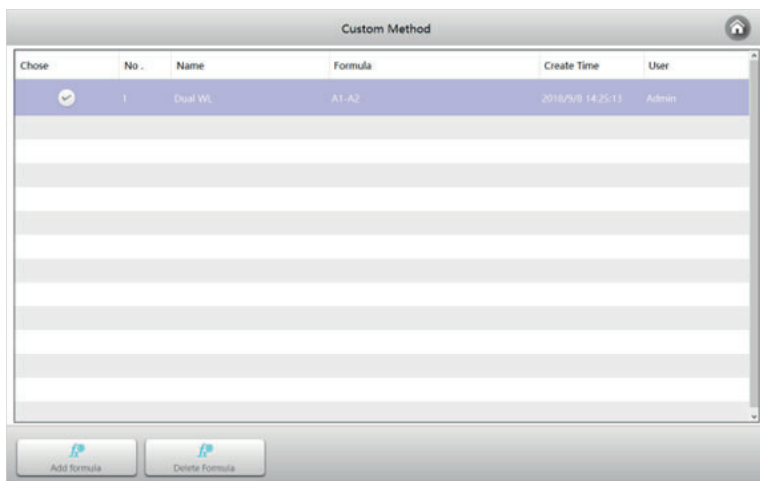 Custom Method
Chose No . Name Formula Create Time User
1 Dual WL A1-A2 2018/9/8 14:25:13 Admin
Add formula Delete Formula